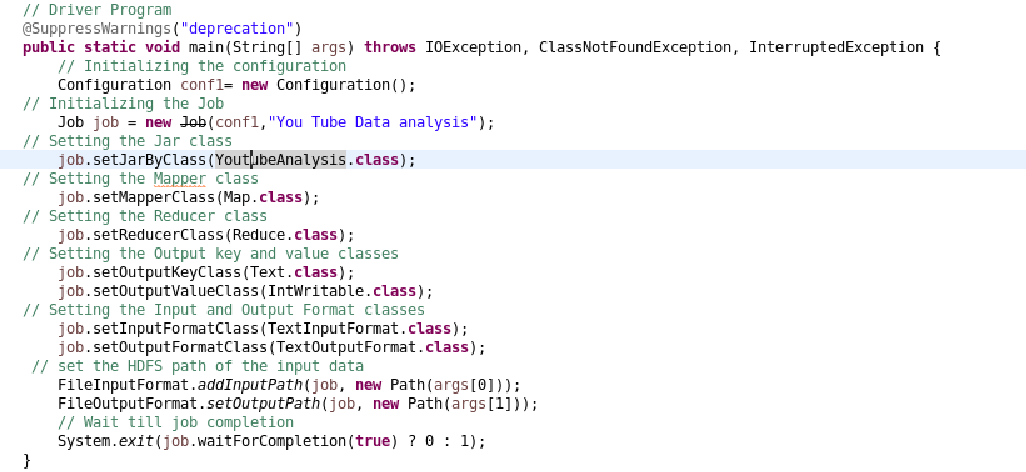 // Driver Program
@SuppressWarnings("deprecation")
public static void main(String[] args) throws IOException, ClassNotFoundException, InterruptedException {
// Initializing the configuration
Configuration conf1= new Configuration();
// Initializing the Job
Job job = new Job(conf1,"You Tube Data analysis");
// Setting the Jar class
job.setJarByClass(YoutubeAnalysis.class);
// Setting the Mapper class
job.setMapperClass(Map.class);
// Setting the Reducer class
job.setReducerClass(Reduce.class);
// Setting the Output key and value classes
job.setOutputKeyClass(Text.class);
job.setOutputValueClass(IntWritable.class);
// Setting the Input and Output Format classes
job.setInputFormatClass(TextInputFormat.class);
job.setOutputFormatClass(TextOutputFormat.class);
// set the HDFS path of the input data
FileInputFormat.addInputPath(job, new Path(args[0]));
FileOutputFormat.setOutputPath(job, new Path(args[1]));
// Wait till job completion
System.exit(job.waitForCompletion(true) ? 0 : 1);
}